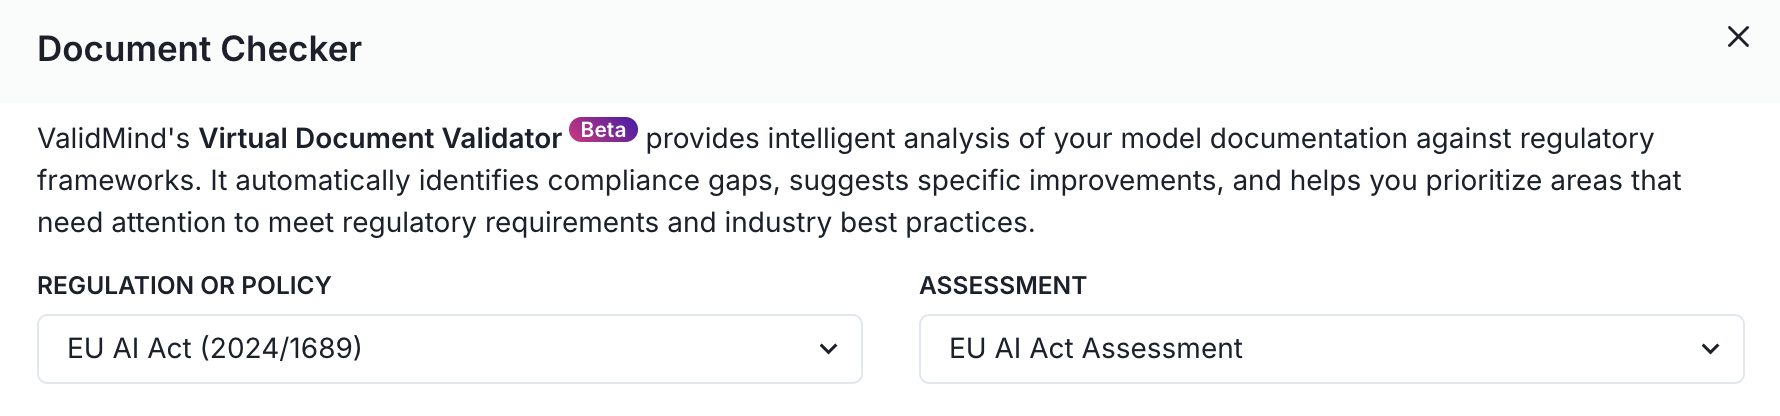 Document Checker
ValidMind's Virtual Document Validator Beta provides intelligent analysis of your model documentation against regulatory
frameworks. It automatically identifies compliance gaps, suggests specific improvements, and helps you prioritize areas that
need attention to meet regulatory requirements and industry best practices.
REGULATION OR POLICY
ASSESSMENT
EU AI Act (2024/1689)
EU AI Act Assessment